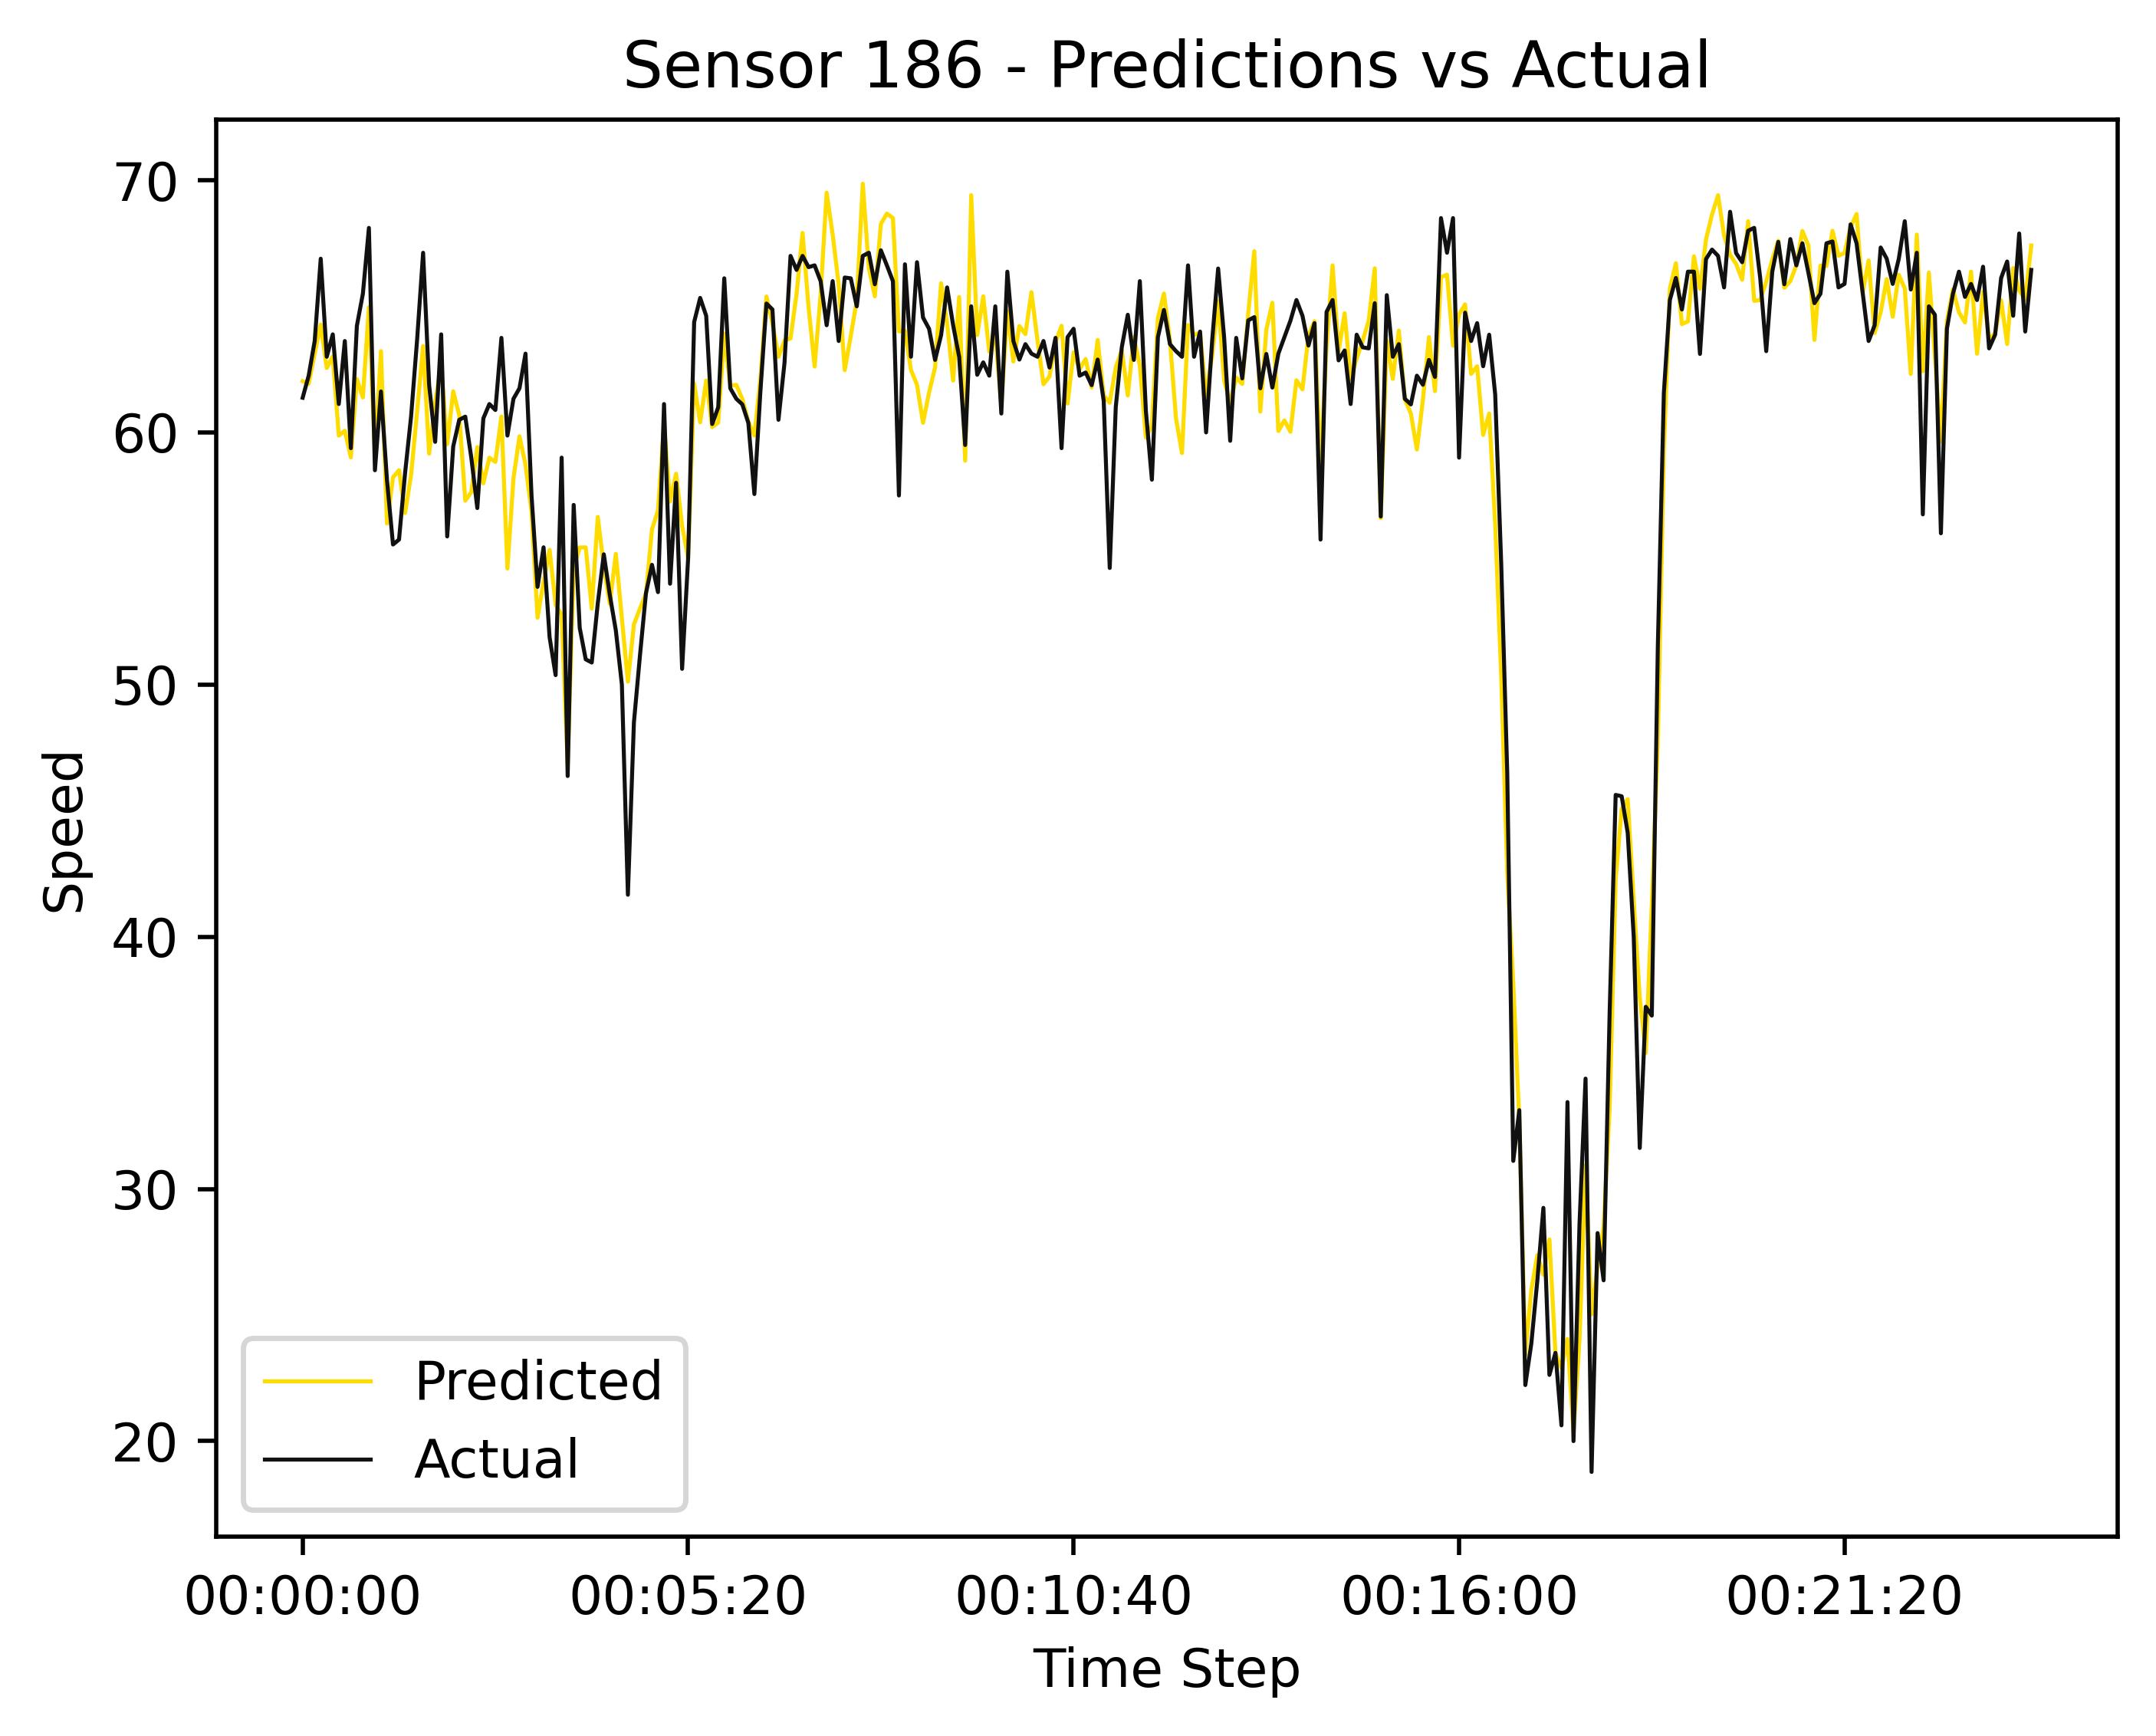 Sensor 186 - Predictions vs Actual
70
60
50
40
30
20
Speed
Predicted
Actual
00:00:00
00:05:20
00:10:40
00:16:00
00:21:20
Time Step